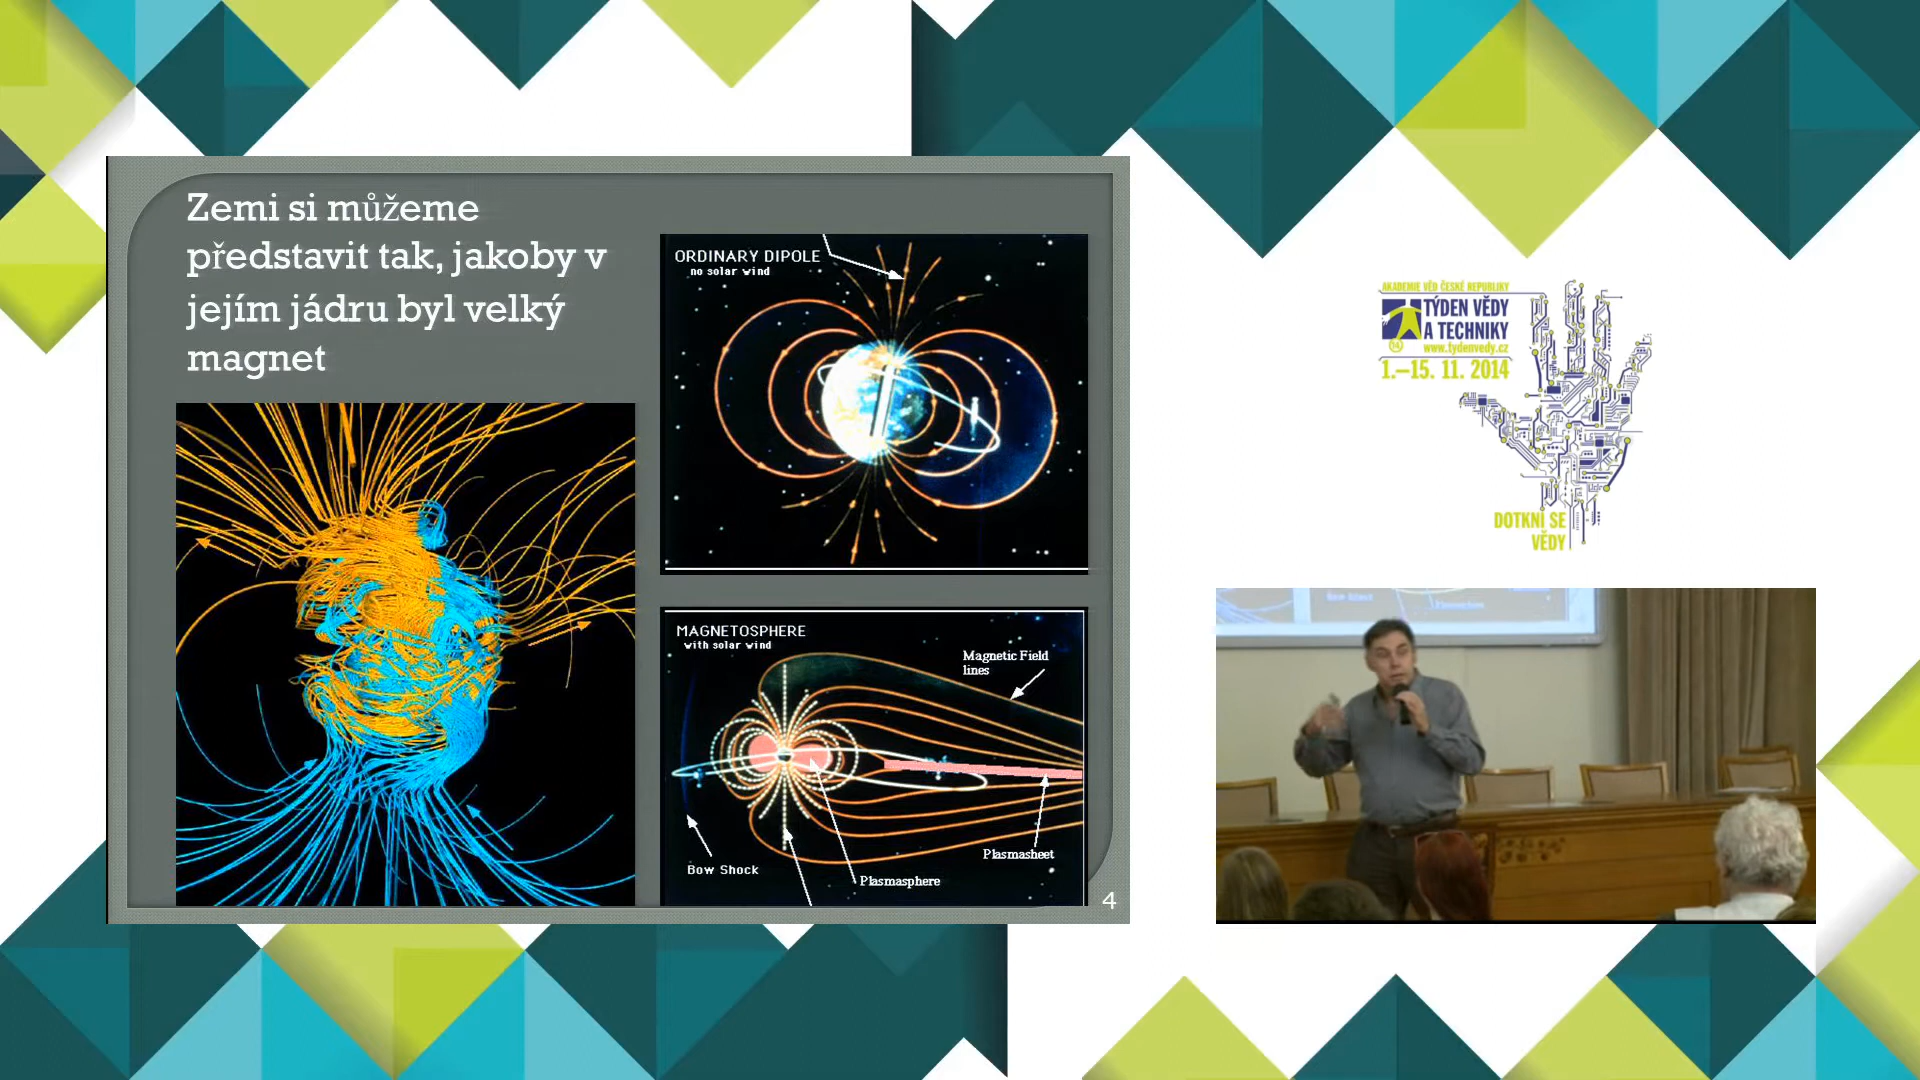 Zemi si můžeme
představit tak, jakoby v
jejím jádru byl velký
magnet
ORDINARY DIPOLE
no solar wind
MAGNETOSPHERE
with solar wind
Magnetic Field
lines
Bow Shock
Plasmasphere
Plasmasheet
4
AKADEMIE VĚD ČESKÉ REPUBLIKY
TÝDEN VĚDY
A TECHNIKY
www.tydenvedy.cz
1.–15. 11. 2014
DOTKNI SE
VĚDY